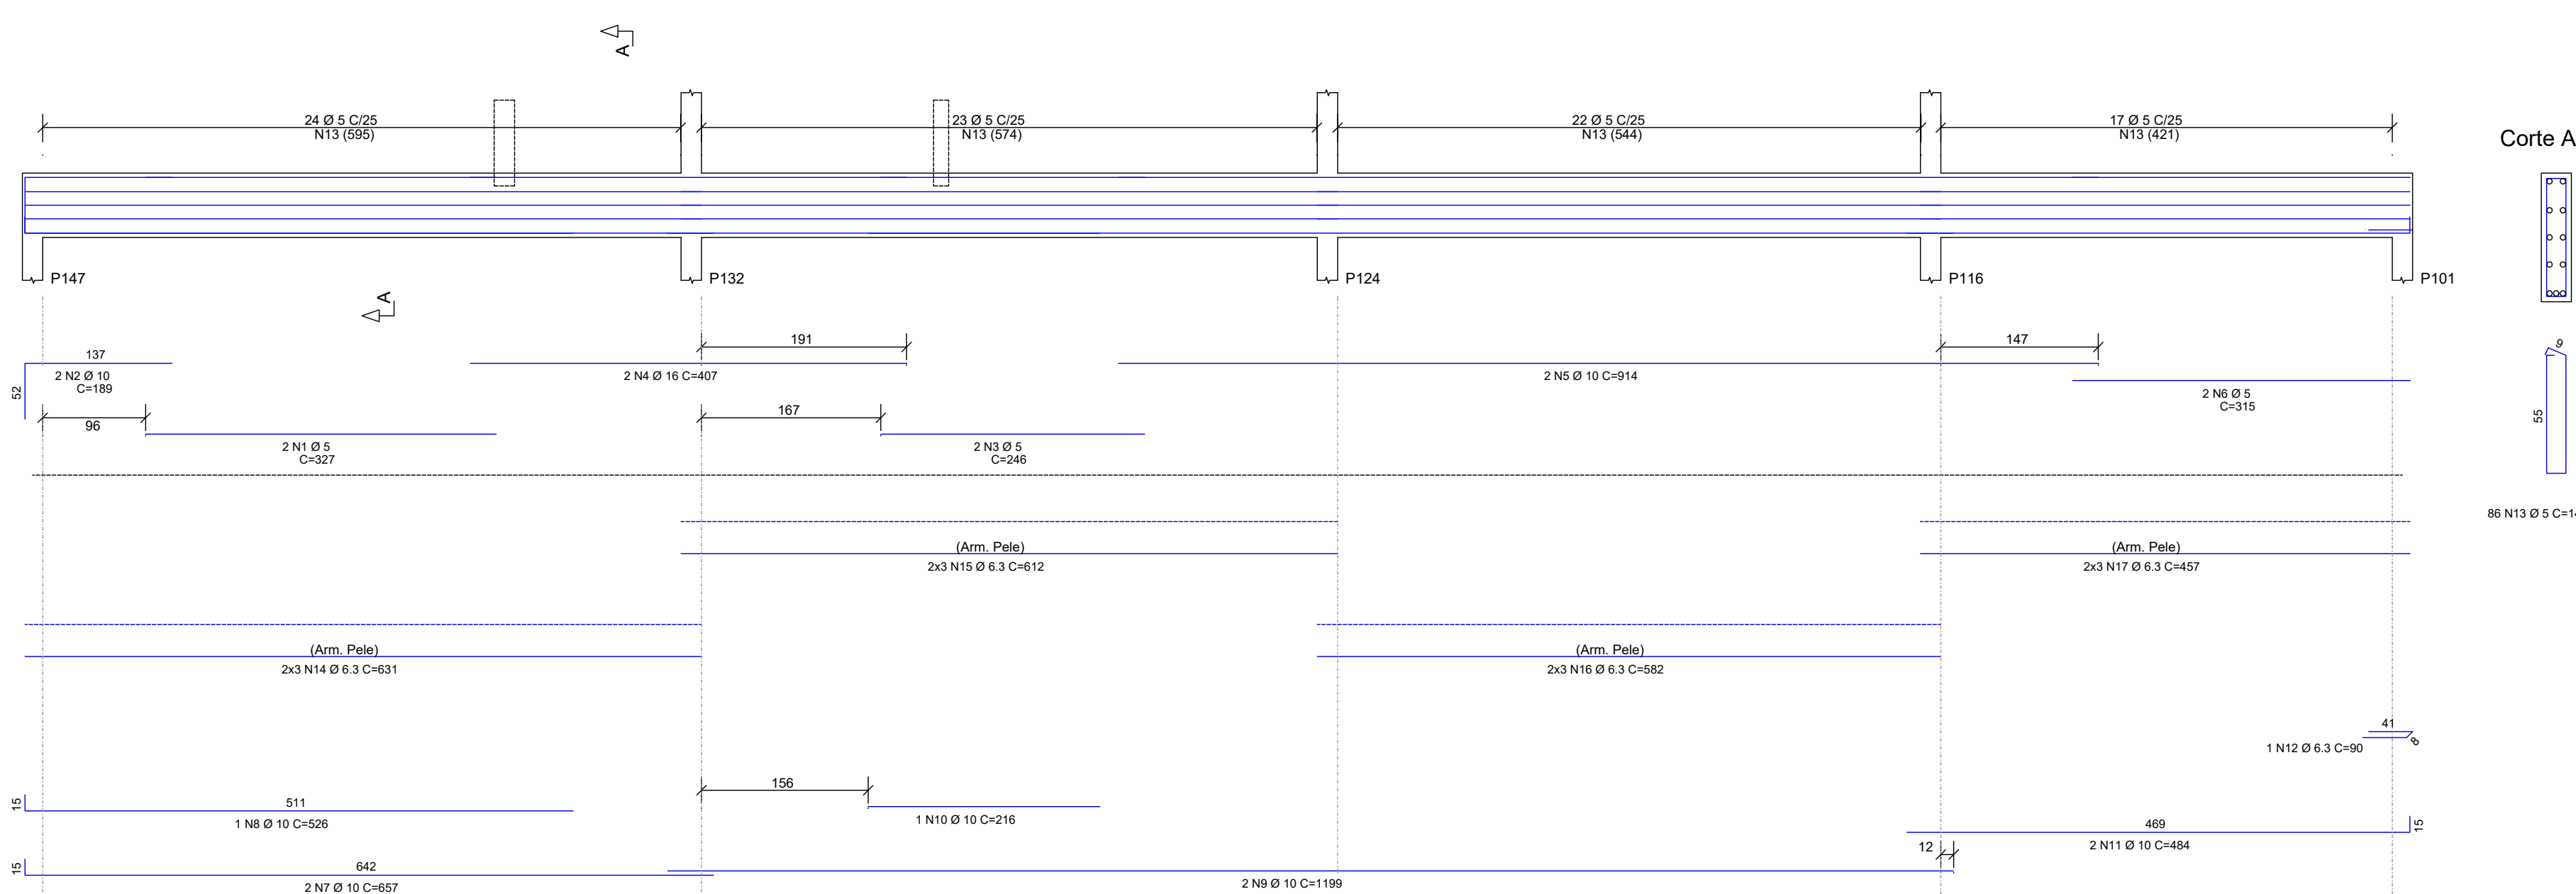 A
24 Ø 5 C/25
N13 (595)
23 Ø 5 C/25
N13 (574)
22 Ø 5 C/25
N13 (544)
17 Ø 5 C/25
N13 (421)
Corte A
P147
P132
P124
P116
P101
A
191
147
137
2 N2 Ø 10
C=189
52
2 N4 Ø 16 C=407
2 N5 Ø 10 C=914
2 N6 Ø 5
C=315
9
55
96
167
2 N1 Ø 5
C=327
2 N3 Ø 5
C=246
86 N13 Ø 5 C=14
(Arm. Pele)
2x3 N15 Ø 6.3 C=612
(Arm. Pele)
2x3 N17 Ø 6.3 C=457
(Arm. Pele)
2x3 N14 Ø 6.3 C=631
(Arm. Pele)
2x3 N16 Ø 6.3 C=582
41
1 N12 Ø 6.3 C=90
8
156
15
511
1 N8 Ø 10 C=526
1 N10 Ø 10 C=216
469
15
2 N11 Ø 10 C=484
12
15
642
2 N7 Ø 10 C=657
2 N9 Ø 10 C=1199